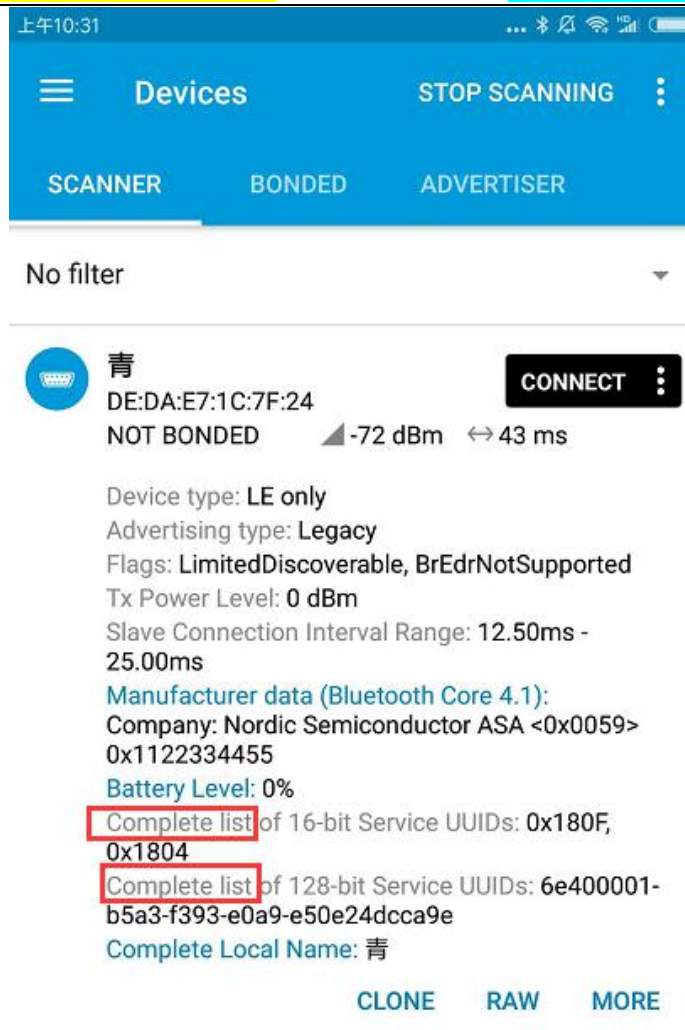 上午10:31
... HD
Devices STOP SCANNING
SCANNER BONDED ADVERTISER
No filter
青
CONNECT
DE:DA:E7:1C:7F:24
NOT BONDED -72 dBm ↔ 43 ms
Device type: LE only
Advertising type: Legacy
Flags: LimitedDiscoverable, BrEdrNotSupported
Tx Power Level: 0 dBm
Slave Connection Interval Range: 12.50ms -
25.00ms
Manufacturer data (Bluetooth Core 4.1):
Company: Nordic Semiconductor ASA <0x0059>
0x1122334455
Battery Level: 0%
Complete list of 16-bit Service UUIDs: 0x180F,
0x1804
Complete list of 128-bit Service UUIDs: 6e400001-
b5a3-f393-e0a9-e50e24dcca9e
Complete Local Name: 青
CLONE RAW MORE